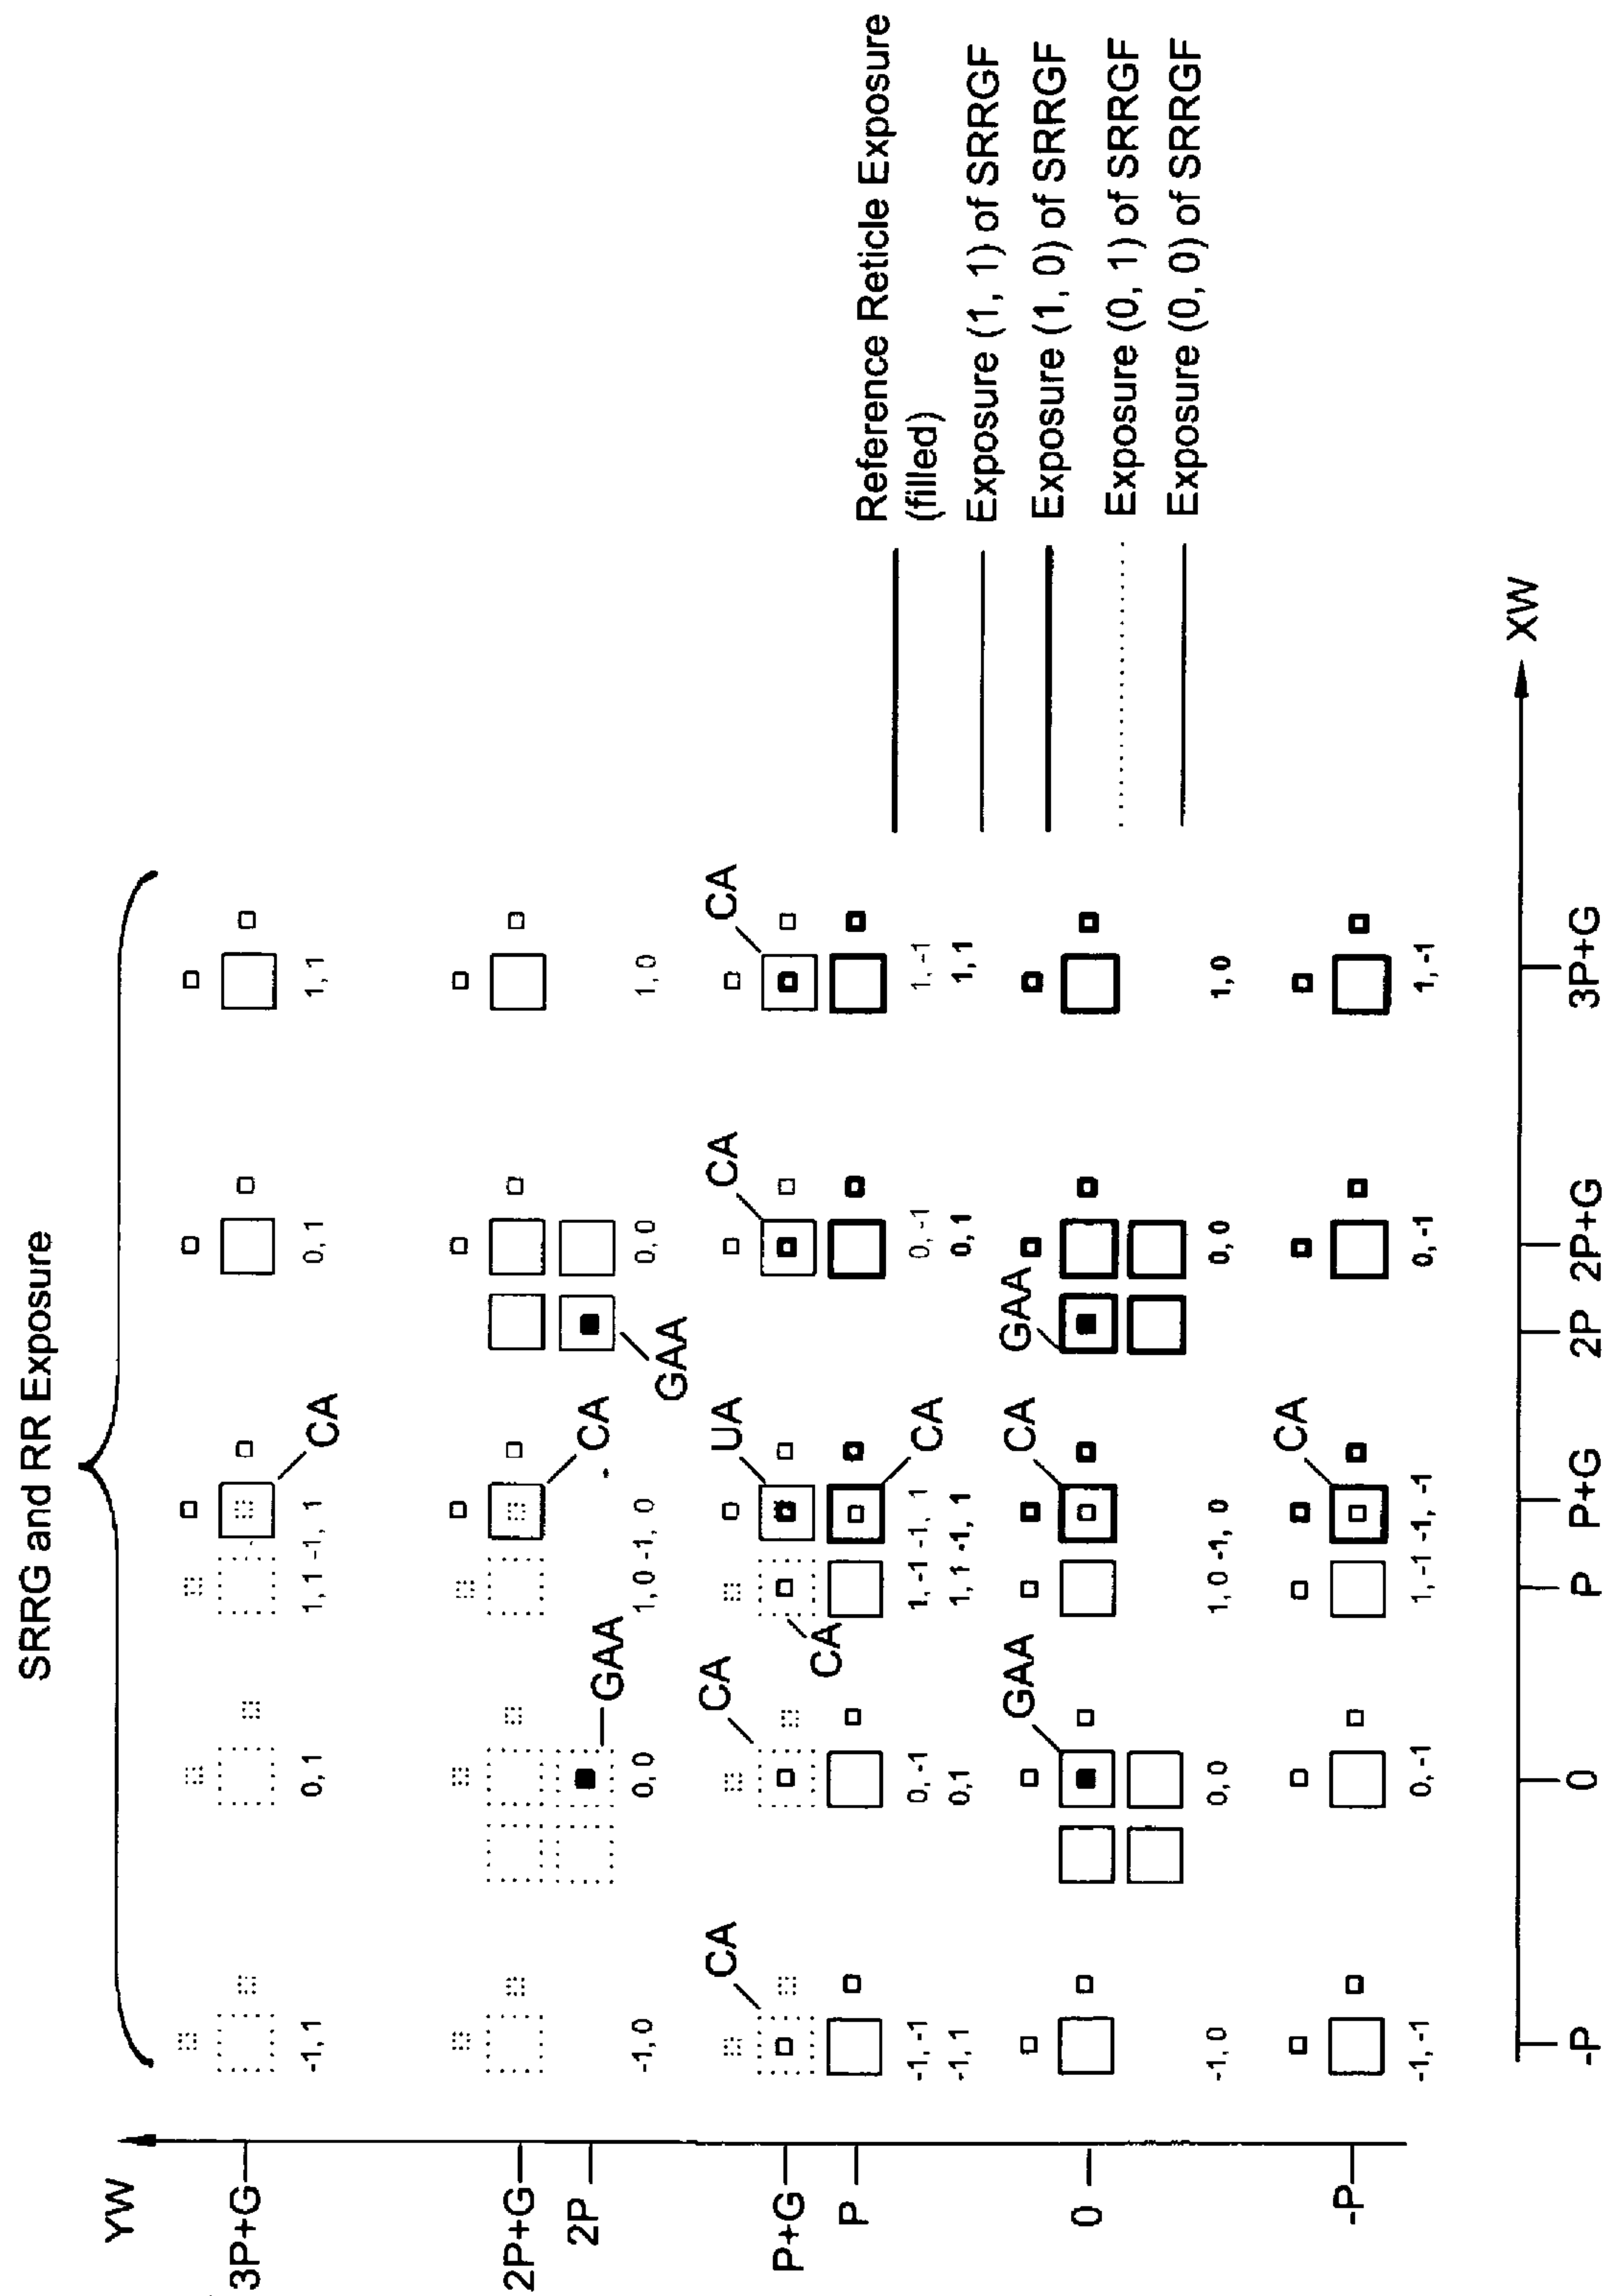 SRRG and RR Exposure
YW
3P+G
CA
-1, 1
0, 1
1, 1 -1, 1
0, 1
1, 1
2P+G
2P
CA
GAA
GAA
-1, 0
0, 0
1, 0 -1, 0
0, 0
1, 0
CA
CA
UA
CA
CA
P+G
P
CA
CA
-1, -1
0, -1
1, -1 -1, 1
0, -1
1, -1
-1, 1
0, 1
1, 1 -1, 1
0, 1
1, 1
GAA
CA
GAA
0
-1, 0
0, 0
1, 0 -1, 0
0, 0
1, 0
CA
-P
-1, -1
0, -1
1, -1 -1, -1
0, -1
1, -1
Reference Reticle Exposure
(filled)
Exposure (1, 1) of SRRGF
Exposure (1, 0) of SRRGF
Exposure (0, 1) of SRRGF
Exposure (0, 0) of SRRGF
XW
-P
0
P
P+G
2P
2P+G
3P+G